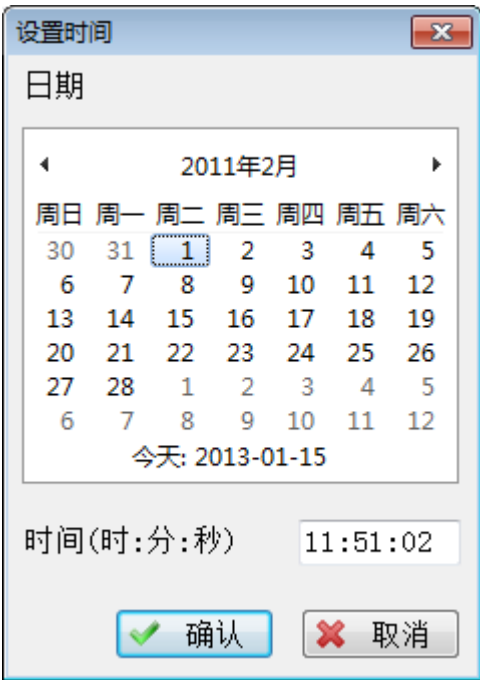 设置时间
日期
2011年2月
周日 周一 周二 周三 周四 周五 周六
30 31 1 2 3 4 5
6 7 8 9 10 11 12
13 14 15 16 17 18 19
20 21 22 23 24 25 26
27 28 1 2 3 4 5
6 7 8 9 10 11 12
今天: 2013-01-15
时间(时:分:秒) 11:51:02
确认 取消